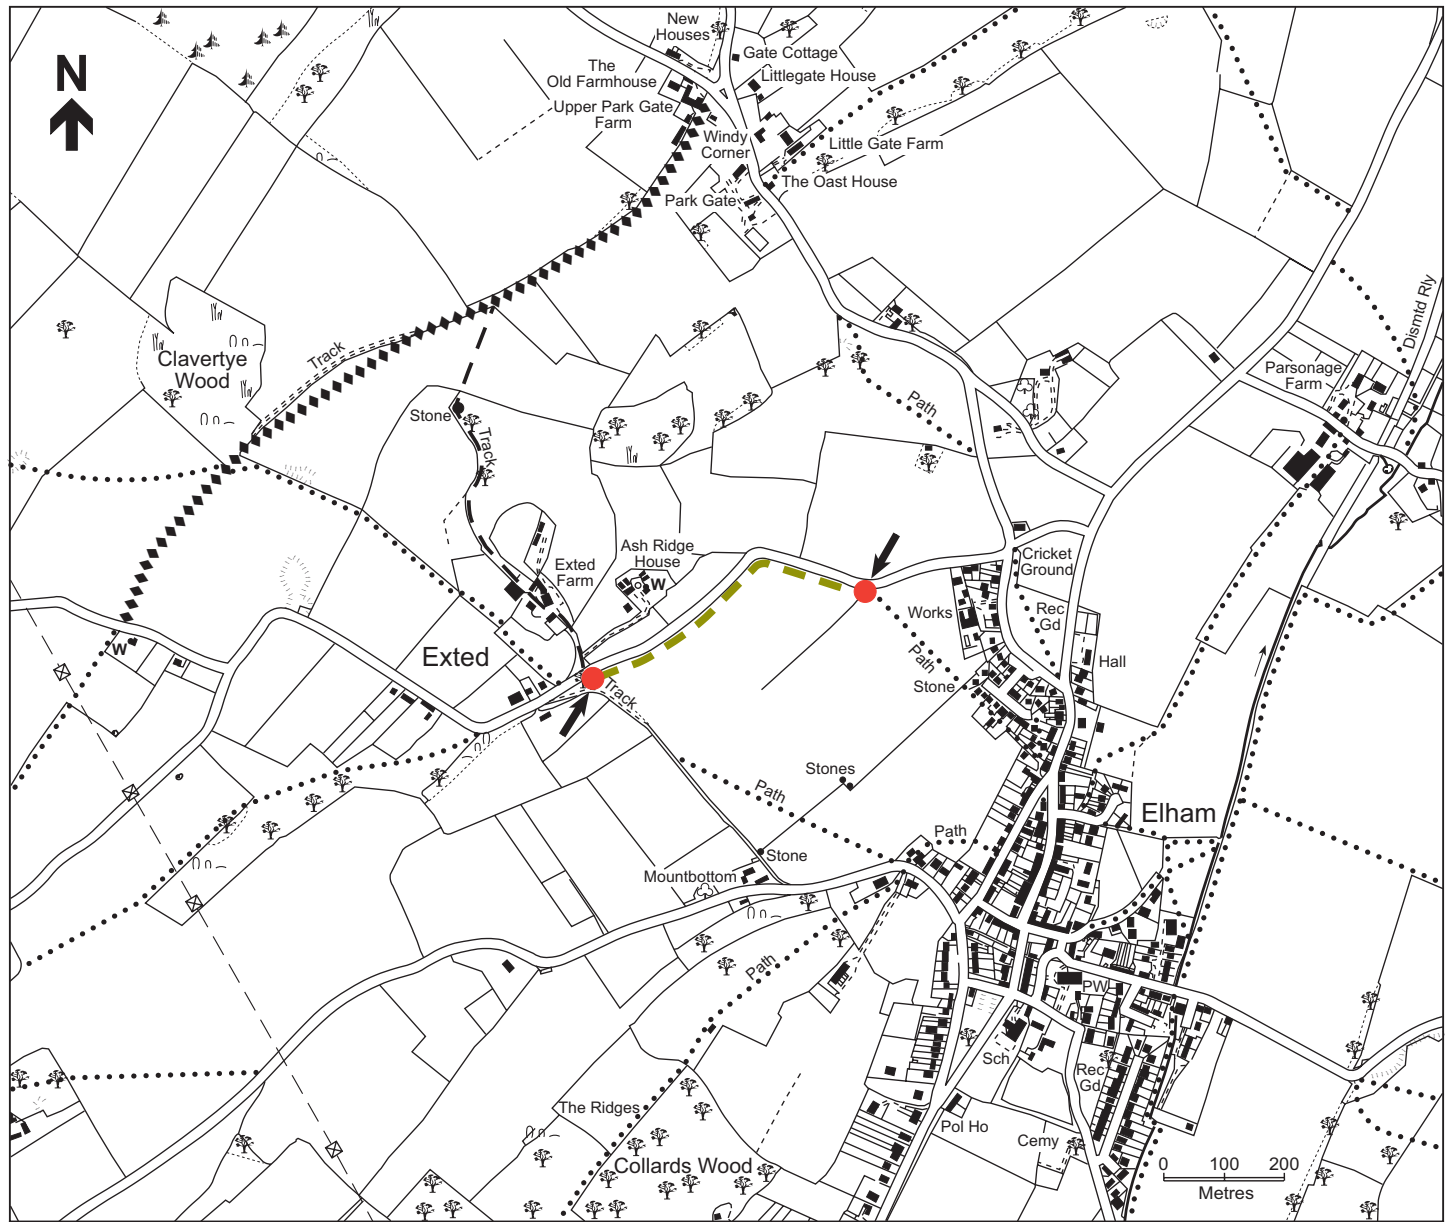 New
Houses
Gate Cottage
The
Old Farmhouse
Littlegate House
N
Upper Park Gate
Farm
Windy
Corner
Little Gate Farm
The Oast House
Park Gate
Dismtd Rly
Track
Clavertye
Wood
Parsonage
Farm
Path
Stone
Track
Ash Ridge
House
Exted
Farm
W
Cricket
Ground
Works
Rec
Gd
W
Exted
Path
Hall
Stone
Track
Stones
Path
Elham
Path
Stone
Mountbottom
Path
PW
Sch
Rec
Gd
The Ridges
Pol Ho
Cemy
Collards Wood
0 100 200
Metres